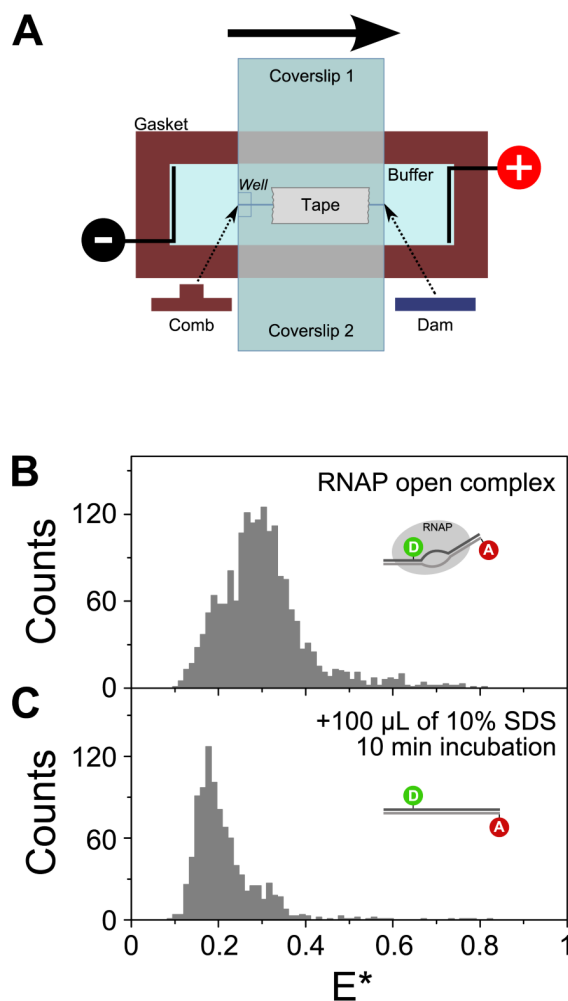 A
Coverslip 1
Gasket
Well
Buffer
+
Tape
-
Comb
Coverslip 2
Dam
B
RNAP open complex
RNAP
D
A
120
60
0
Counts
C
+100 µL of 10% SDS
10 min incubation
D
A
120
60
0
Counts
0 0.2 0.4 0.6 0.8 1
E*